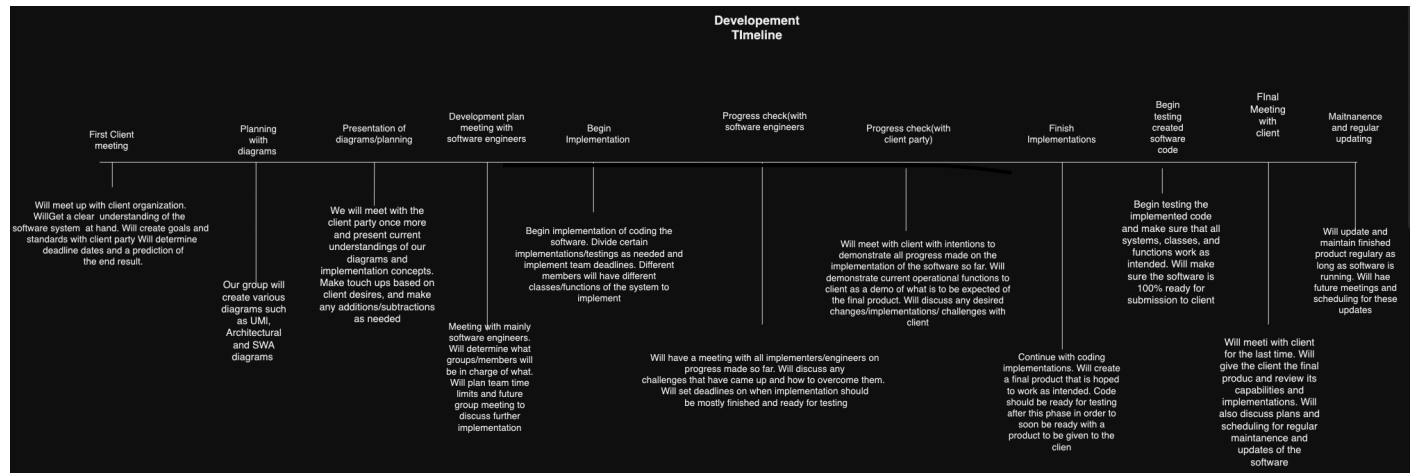 Developement
TImeline
First Client
meeting
Planning
wiith
diagrams
Presentation of
diagrams/planning
Development plan
meeting with
software engineers
Begin
Implementation
Progress check(with
software engineers
Progress check(with
client party)
Finish
Implementations
Begin
testing
created
software
code
FInal
Meeting
with
client
Maitnanence
and regular
updating
Will meet up with client organization.
WillGet a clear understanding of the
software system at hand. Will create goals and
standards with client party Will determine
deadline dates and a prediction of
the end result.
Our group will
create various
diagrams such
as UMl,
Architectural
and SWA
diagrams
We will meet with the
client party once more
and present current
understandings of our
diagrams and
implementation concepts.
Make touch ups based on
client desires, and make
any additions/subtractions
as needed
Meeting with mainly
software engineers.
Will determine what
groups/members will
be in charge of what.
Will plan team time
limits and future
group meeting to
discuss further
implementation
Begin implementation of coding the
software. Divide certain
implementations/testings as needed and
implement team deadlines. Different
members will have different
classes/functions of the system to
implement
Will have a meeting with all implementers/engineers on
progress made so far. Will discuss any
challenges that have came up and how to overcome them.
Will set deadlines on when implementation should
be mostly finished and ready for testing
Will meet with client with intentions to
demonstrate all progress made on the
implementation of the software so far. Will
demonstrate current operational functions to
client as a demo of what is to be expected of
the final product. Will discuss any desired
changes/implementations/ challenges with
client
Continue with coding
implementations. Will create
a final product that is hoped
to work as intended. Code
should be ready for testing
after this phase in order to
soon be ready with a
product to be given to the
clien
Begin testing the
implemented code
and make sure that all
systems, classes, and
functions work as
intended. Will make
sure the software is
100% ready for
submission to client
Will meeti with client
for the last time. Will
give the client the final
produc and review its
capabilities and
implementations. Will
also discuss plans and
scheduling for regular
maintanence and
updates of the
software
Will update and
maintain finished
product regulary as
long as software is
running. Will hae
future meetings and
scheduling for these
updates